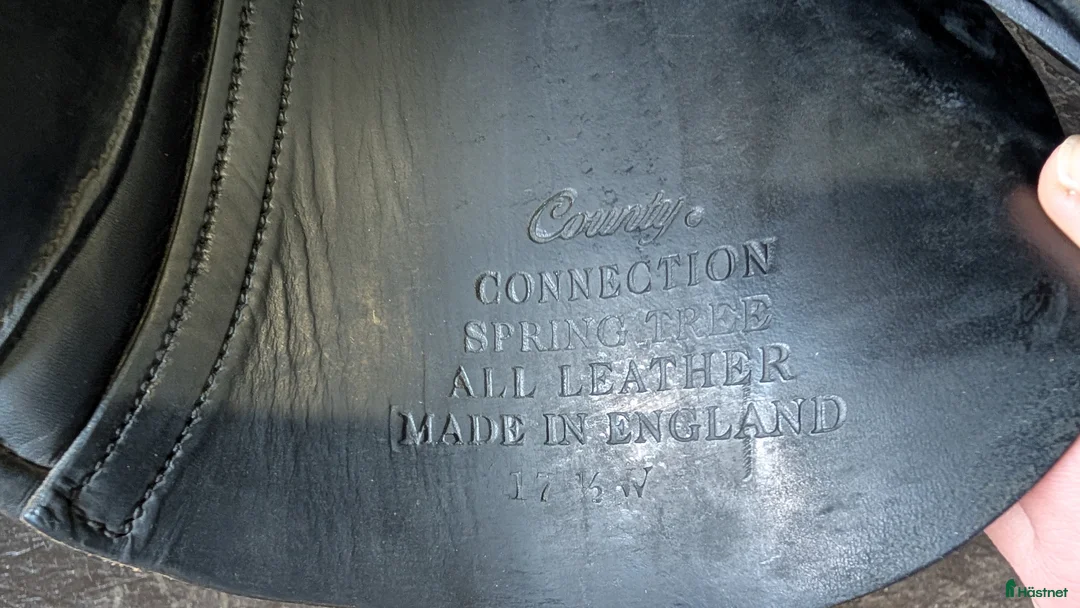 County.
CONNECTION
SPRING TREE
ALL LEATHER
MADE IN ENGLAND
17 ½ W
Hästnet